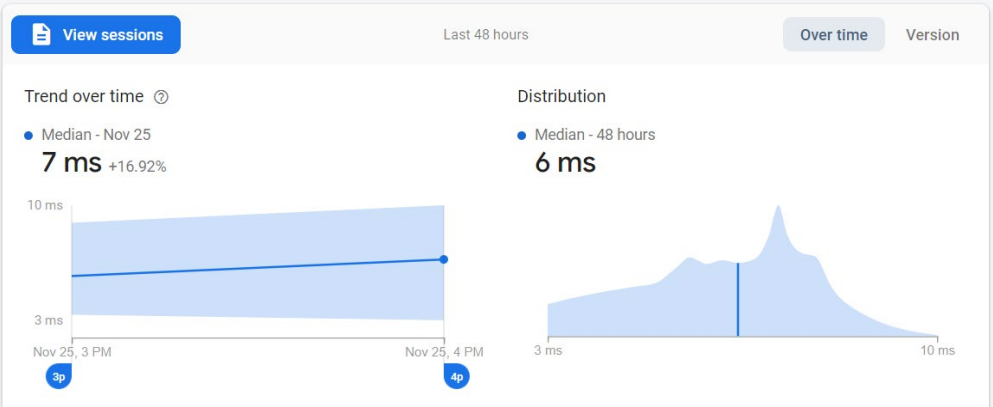 View sessions
Last 48 hours
Over time
Version
Trend over time
Median - Nov 25
7 ms +16.92%
10 ms
3 ms
Nov 25, 3 PM
Nov 25, 4 PM
3p
4p
Distribution
Median - 48 hours
6 ms
3 ms
10 ms